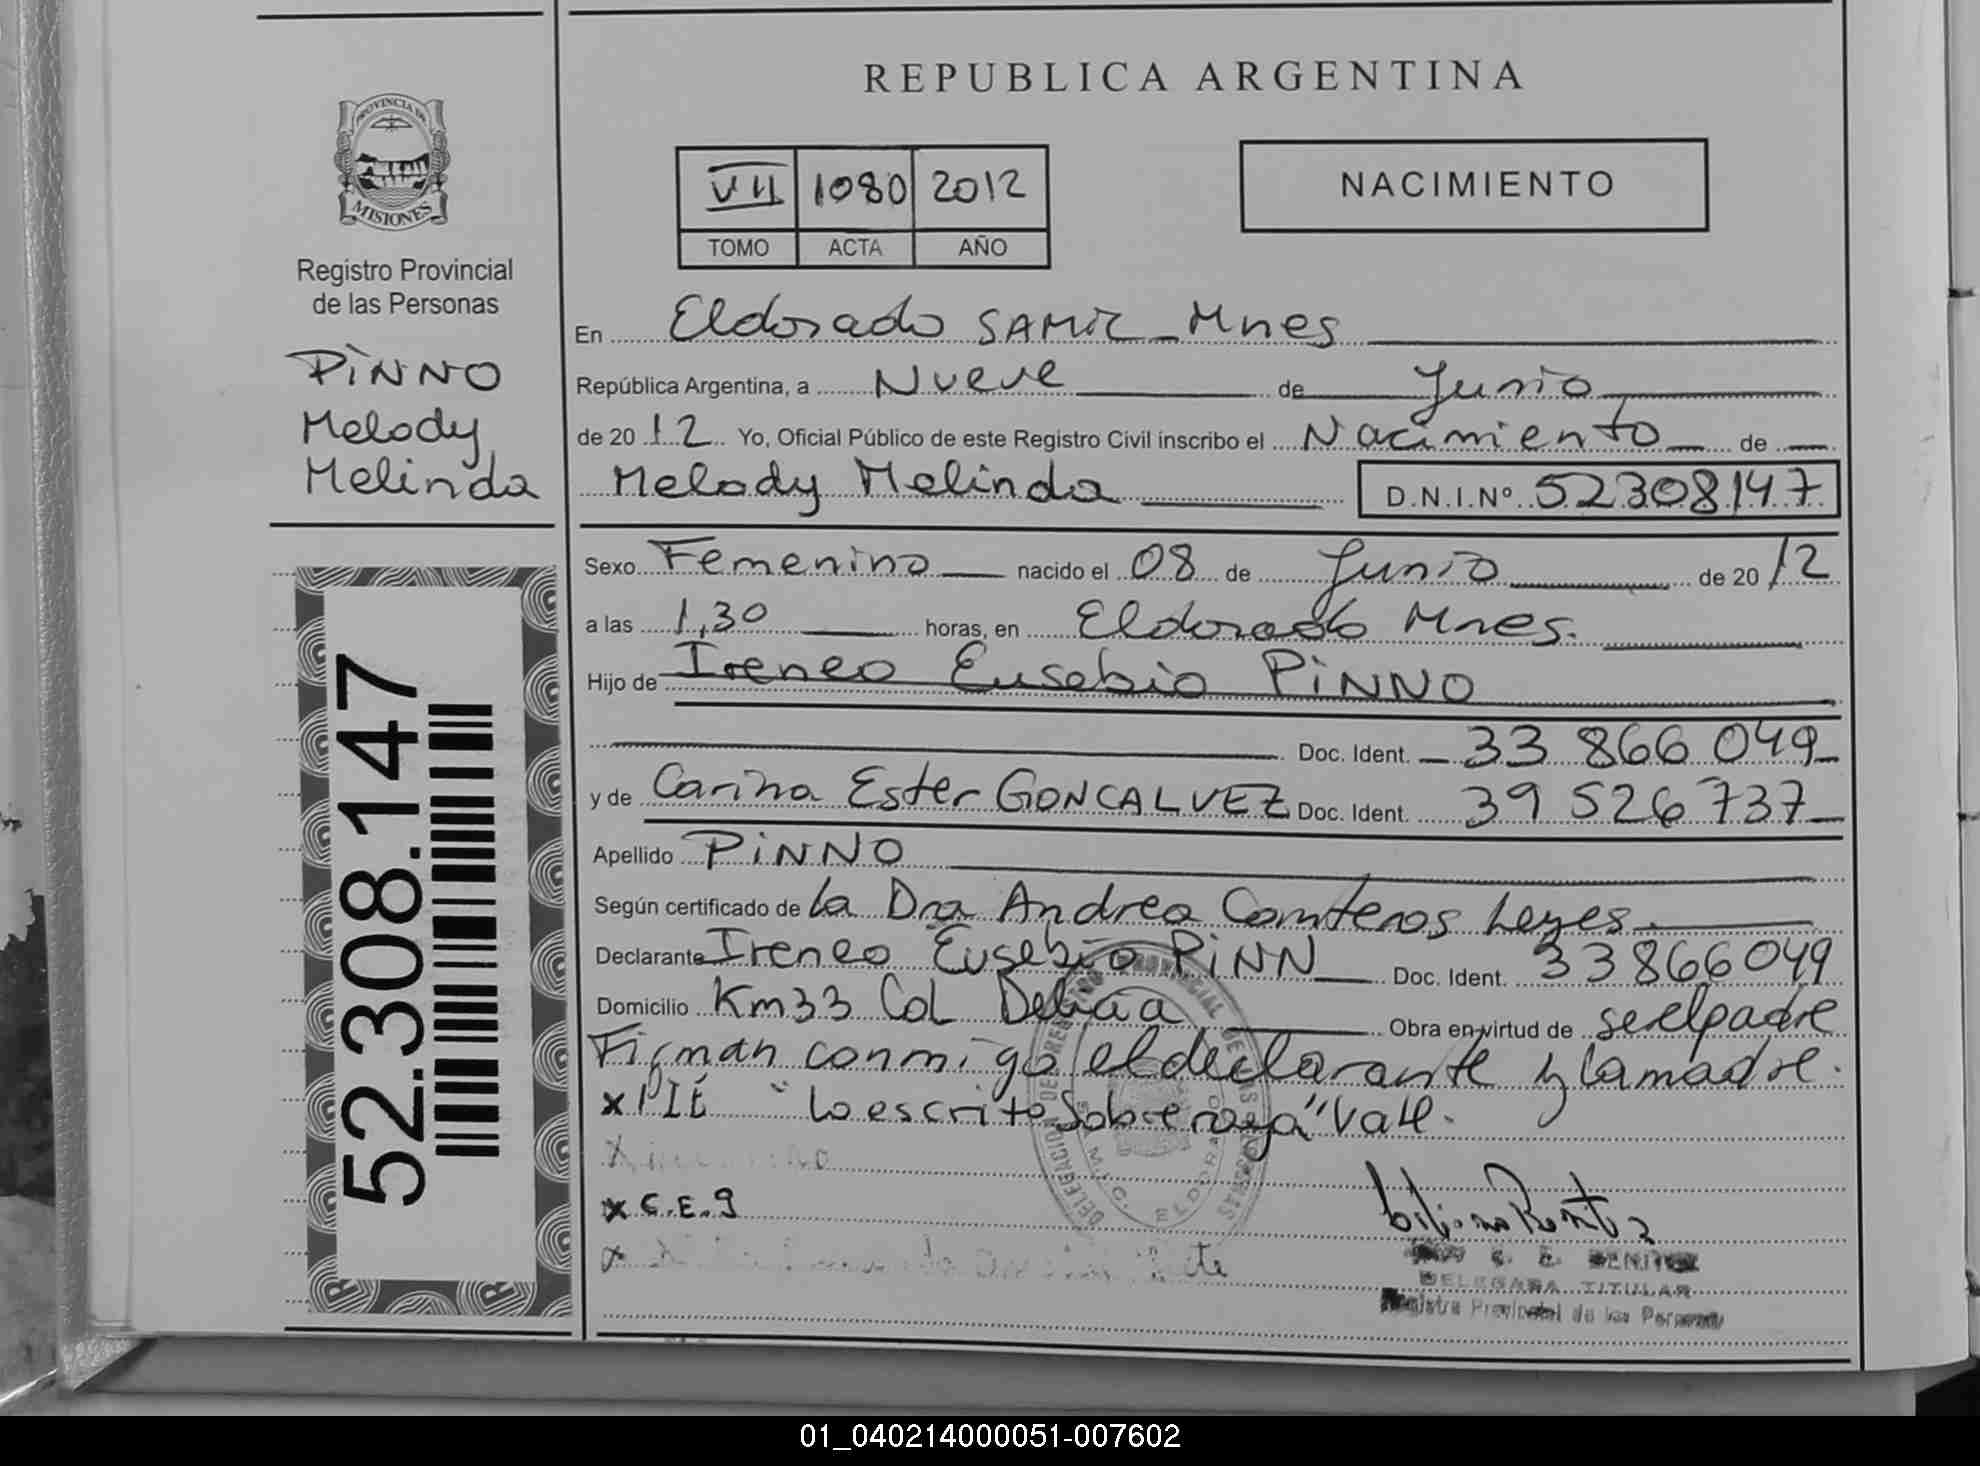 REPUBLICA ARGENTINA
PROVINCIA DE
MISIONES
Registro Provincial
de las Personas
PINNO
Melody
Melinda
52.308.147
VII 1080 2012
TOMO ACTA AÑO
NACIMIENTO
En Eldorado SAMIC - Mnes
República Argentina, a Nueve de Junio
de 2012 Yo, Oficial Público de este Registro Civil inscribo el Nacimiento de
Melody Melinda D.N.I.Nº 52308147
Sexo Femenino nacido el 08 de Junio de 2012
a las 1,30 horas, en Eldorado Mnes.
Hijo de Ireneo Eusebio PINNO
Doc. Ident. 33 866 049
y de Carina Ester GONCALVEZ Doc. Ident. 39 526 737
Apellido PINNO
Según certificado de la Dra Andrea Leyes
Declarante Ireneo Eusebio PINN Doc. Ident. 33866049
Domicilio Km33 Col Delicia Obra en virtud de ser el padre
Firman conmigo el declarante y la madre.
x PIE "Lo escrito sobre raya" Vale.
x C.E.9
BENITEZ
DELEGADA TITULAR
Registro Provincial de las Personas
01_040214000051-007602